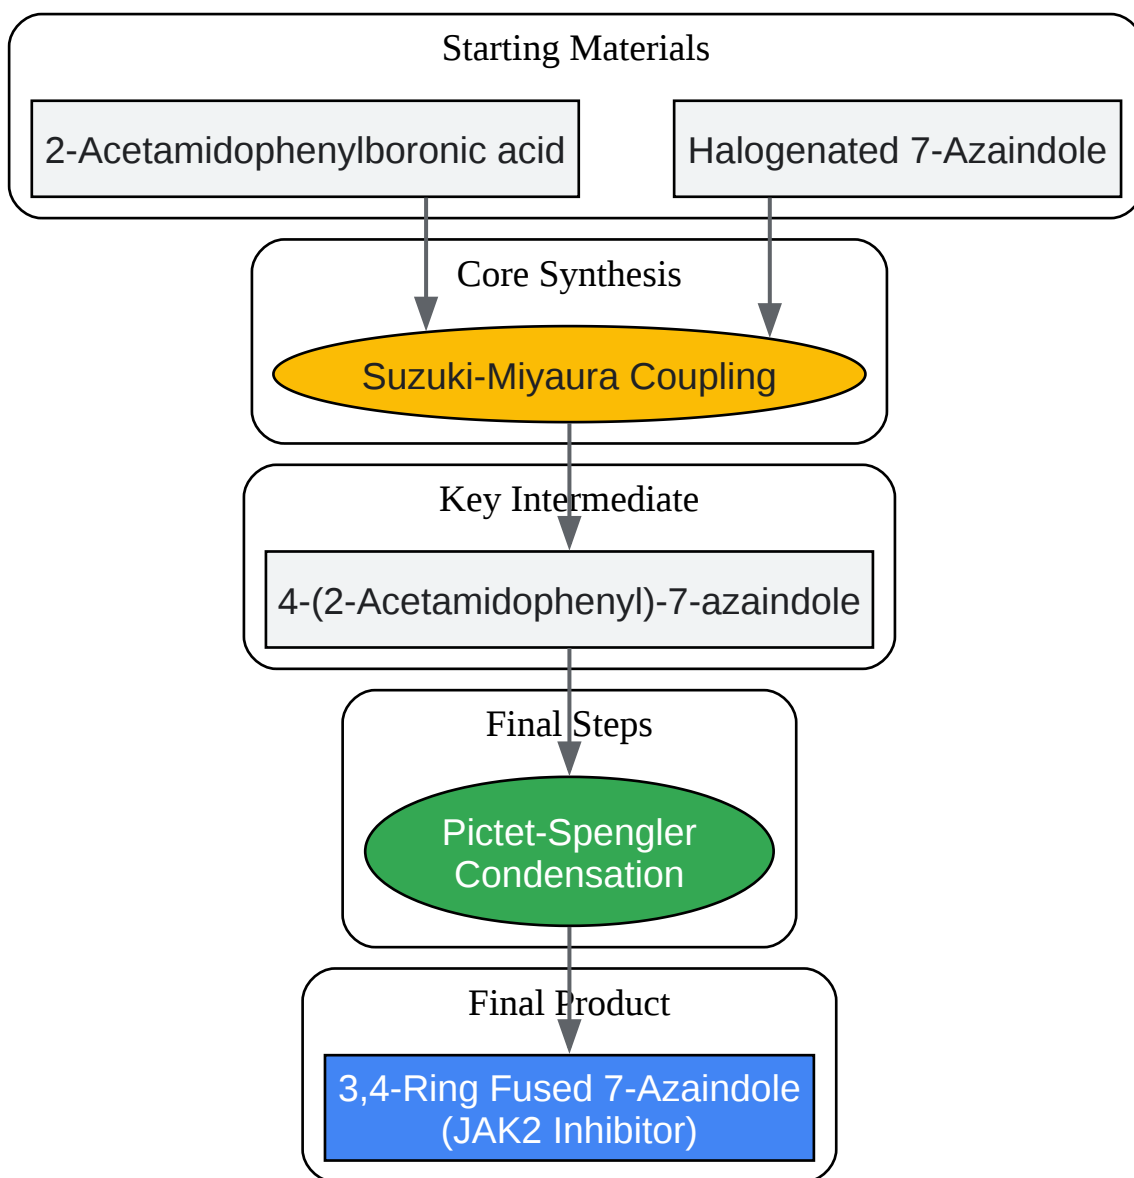 Starting Materials
2-Acetamidophenylboronic acid
Halogenated 7-Azaindole
Core Synthesis
Suzuki-Miyaura Coupling
Key Intermediate
4-(2-Acetamidophenyl)-7-azaindole
Final Steps
Pictet-Spengler
Condensation
Final Product
3,4-Ring Fused 7-Azaindole
(JAK2 Inhibitor)